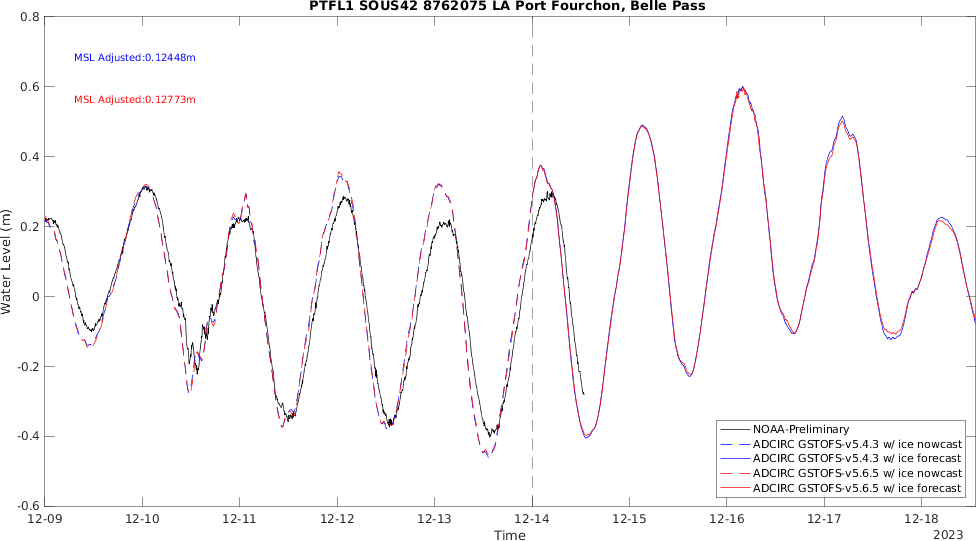 PTFL1 SOUS42 8762075 LA Port Fourchon, Belle Pass
0.8
MSL Adjusted:0.12448m
0.6
MSL Adjusted:0.12773m
0.4
0.2
0
-0.2
-0.4
-0.6
Water Level (m)
NOAA-Preliminary
ADCIRC GSTOFS-v5.4.3 w/ ice nowcast
ADCIRC GSTOFS-v5.4.3 w/ ice forecast
ADCIRC GSTOFS-v5.6.5 w/ ice nowcast
ADCIRC GSTOFS-v5.6.5 w/ ice forecast
12-09 12-10 12-11 12-12 12-13 12-14 12-15 12-16 12-17 12-18
Time
2023